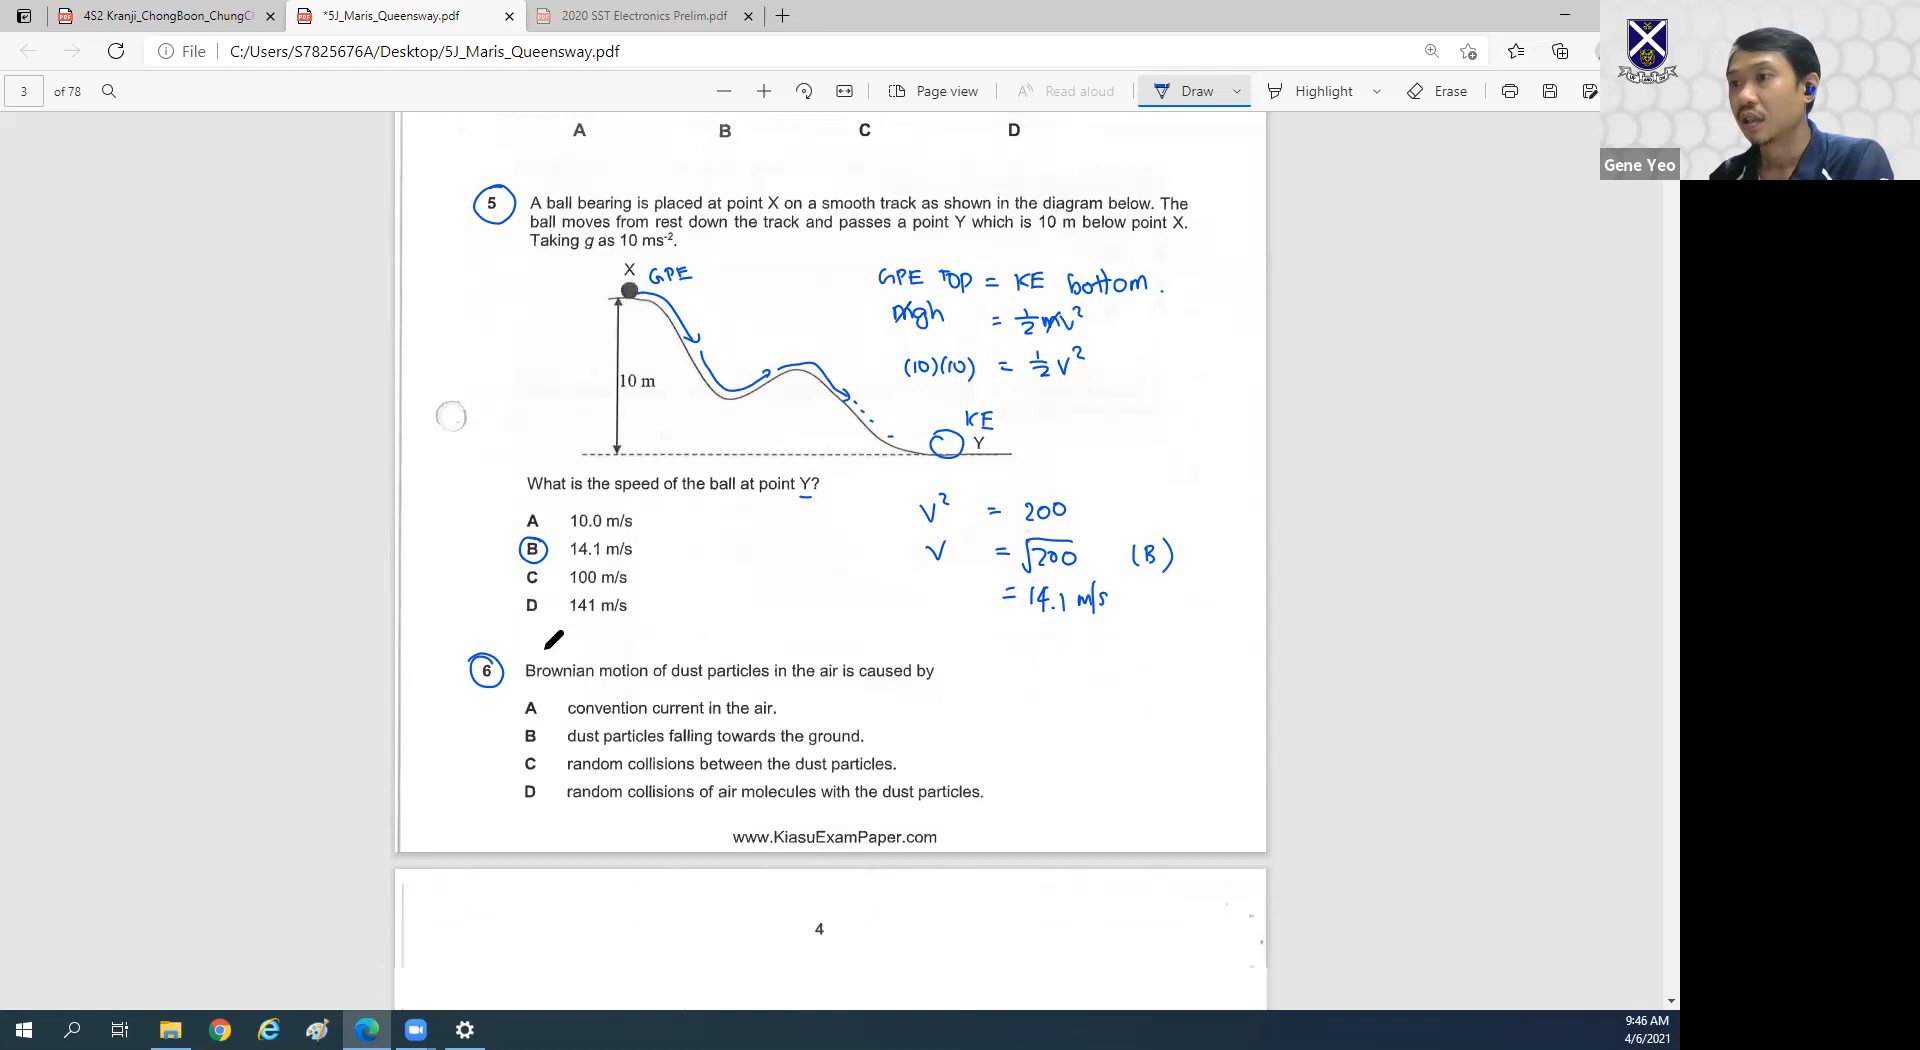 4S2 Kranji_ChongBoon_ChungC
*5J_Maris_Queensway.pdf
2020 SST Electronics Prelim.pdf
File
C:/Users/S7825676A/Desktop/5J_Maris_Queensway.pdf
3 of 78
Page view
Read aloud
Draw
Highlight
Erase
Gene Yeo
A B C D
5 A ball bearing is placed at point X on a smooth track as shown in the diagram below. The
ball moves from rest down the track and passes a point Y which is 10 m below point X.
Taking g as 10 ms⁻².
X GPE
GPE TOP = KE bottom.
mgh = ½mv²
(10)(10) = ½ v²
10 m
KE
Y
What is the speed of the ball at point Y?
A 10.0 m/s
B 14.1 m/s
C 100 m/s
D 141 m/s
v² = 200
v = √200 (B)
= 14.1 m/s
6 Brownian motion of dust particles in the air is caused by
A convention current in the air.
B dust particles falling towards the ground.
C random collisions between the dust particles.
D random collisions of air molecules with the dust particles.
www.KiasuExamPaper.com
4
9:46 AM
4/6/2021